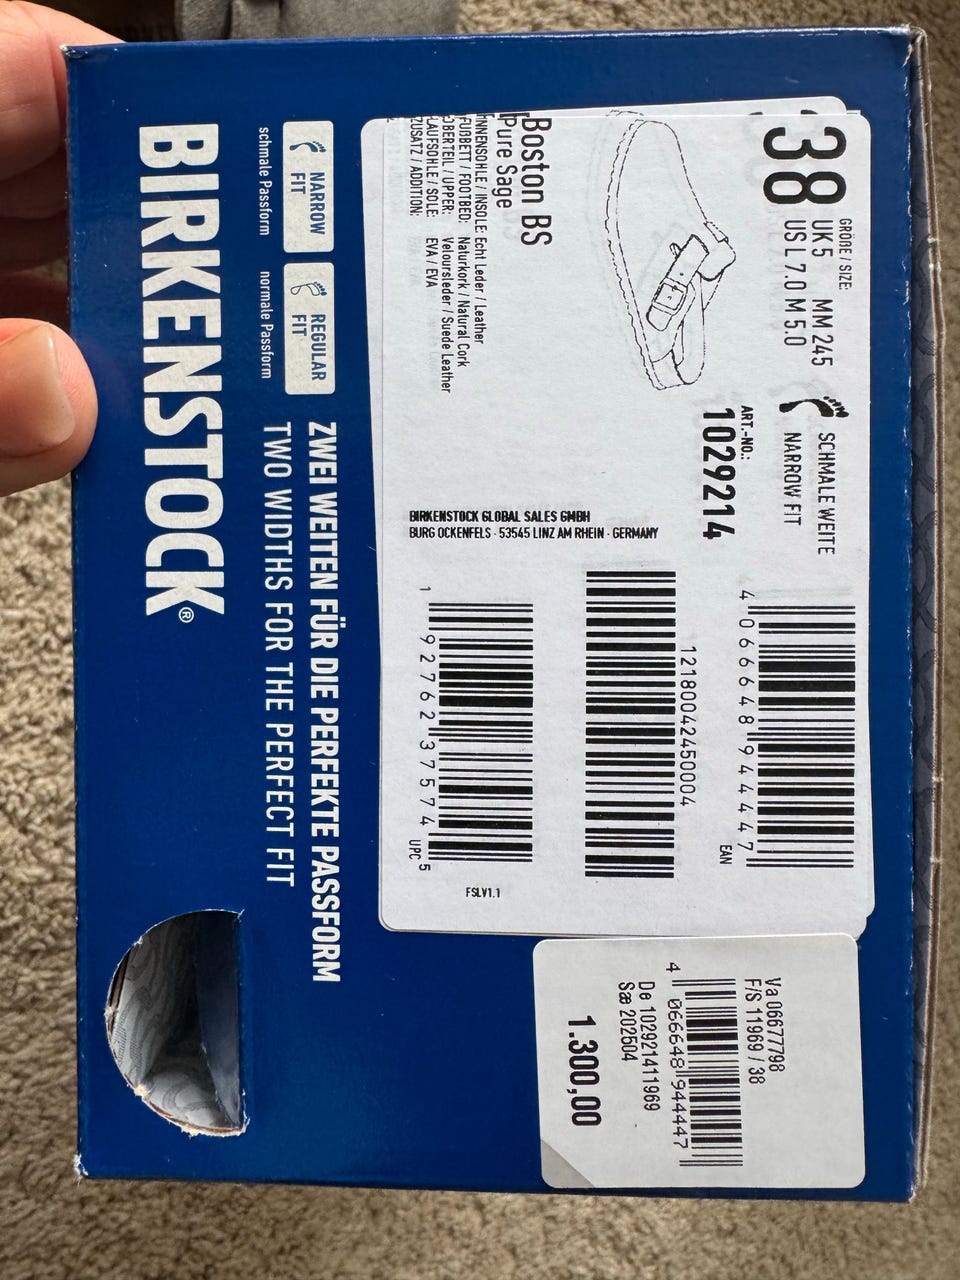 38
GRÖßE / SIZE:
UK 5 MM 245
US L 7.0 M 5.0
SCHMALE WEITE
NARROW FIT
ART.-NO.:
1029214
Boston BS
Pure Sage
INNENSOHLE / INSOLE: Echt Leder / Leather
FUßBETT / FOOTBED: Naturkork / Natural Cork
OBERTEIL / UPPER: Veloursleder / Suede Leather
LAUFSOHLE / SOLE: EVA / EVA
ZUSATZ / ADDITION:
BIRKENSTOCK GLOBAL SALES GMBH
BURG OCKENFELS · 53545 LINZ AM RHEIN · GERMANY
4 066648 944447
EAN
12180042450004
1 92762 37574 5
UPC
FSLV1.1
Va 06677798
F/S 11969 / 38
4 066648 944447
De 102921411969
Sæ 202504
1.300,00
NARROW
FIT
schmale Passform
REGULAR
FIT
normale Passform
ZWEI WEITEN FÜR DIE PERFEKTE PASSFORM
TWO WIDTHS FOR THE PERFECT FIT
BIRKENSTOCK®